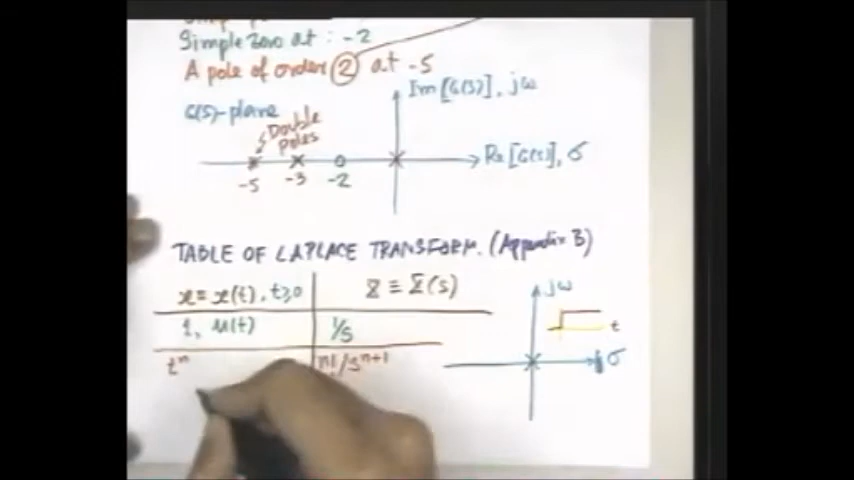 Simple Zero at : -2
A pole of order 2 at -5
G(S)-plane
Im [G(S)], jω
Double
poles
Re [G(S)], σ
-5 -3 -2
TABLE OF LAPLACE TRANSFORM. (Appendix B)
x = x(t), t≥0
X ≡ X(s)
jω
1, u(t)
1/s
t
t^n
n!/s^n+1
σ